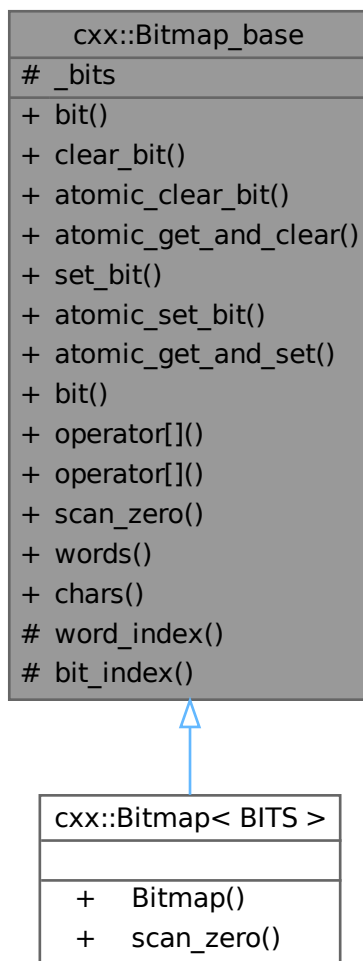 cxx::Bitmap_base
# _bits
+ bit()
+ clear_bit()
+ atomic_clear_bit()
+ atomic_get_and_clear()
+ set_bit()
+ atomic_set_bit()
+ atomic_get_and_set()
+ bit()
+ operator[]()
+ operator[]()
+ scan_zero()
+ words()
+ chars()
# word_index()
# bit_index()
cxx::Bitmap< BITS >
+ Bitmap()
+ scan_zero()